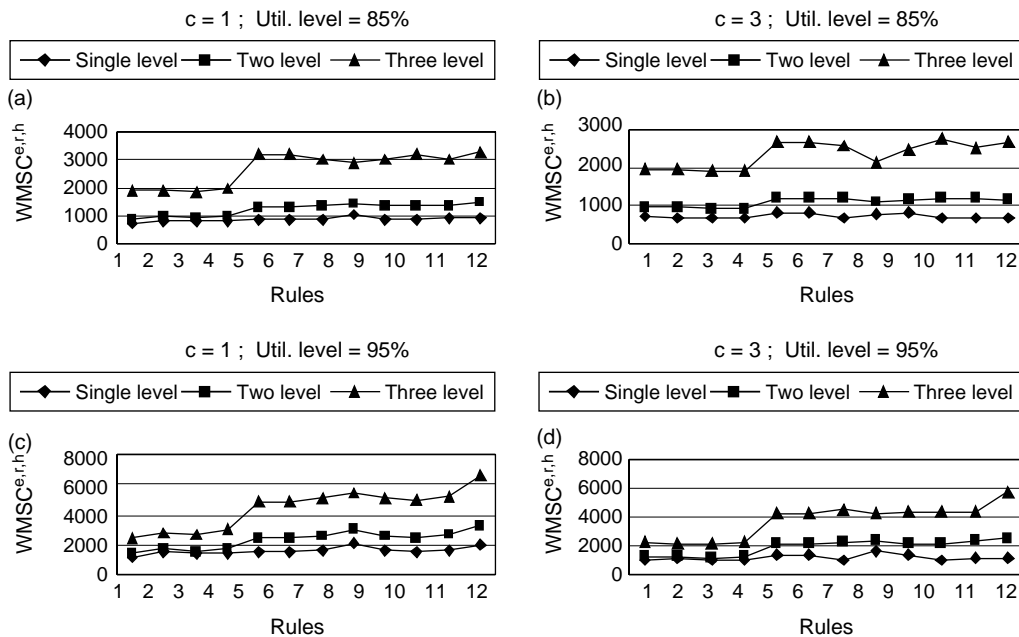 c = 1 ; Util. level = 85%
Single level Two level Three level
(a)
WMSC^e,r,h
4000
3000
2000
1000
0
1 2 3 4 5 6 7 8 9 10 11 12
Rules
c = 3 ; Util. level = 85%
Single level Two level Three level
(b)
WMSC^e,r,h
3000
2000
1000
0
1 2 3 4 5 6 7 8 9 10 11 12
Rules
c = 1 ; Util. level = 95%
Single level Two level Three level
(c)
WMSC^e,r,h
8000
6000
4000
2000
0
1 2 3 4 5 6 7 8 9 10 11 12
Rules
c = 3 ; Util. level = 95%
Single level Two level Three level
(d)
WMSC^e,r,h
8000
6000
4000
2000
0
1 2 3 4 5 6 7 8 9 10 11 12
Rules